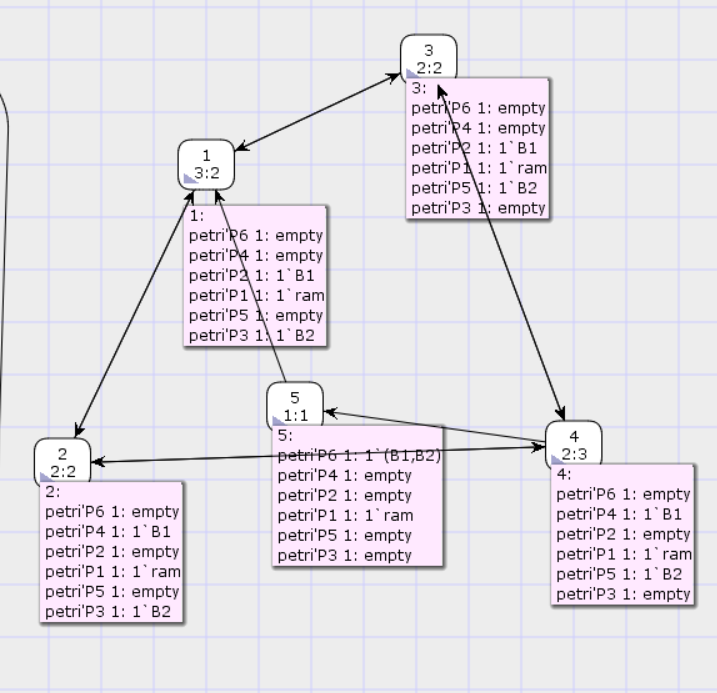 3
2:2
3:
petri'P6 1: empty
petri'P4 1: empty
petri'P2 1: 1`B1
petri'P1 1: 1`ram
petri'P5 1: 1`B2
petri'P3 1: empty
1
3:2
1:
petri'P6 1: empty
petri'P4 1: empty
petri'P2 1: 1`B1
petri'P1 1: 1`ram
petri'P5 1: empty
petri'P3 1: 1`B2
5
1:1
5:
petri'P6 1: 1`(B1,B2)
petri'P4 1: empty
petri'P2 1: empty
petri'P1 1: 1`ram
petri'P5 1: empty
petri'P3 1: empty
2
2:2
2:
petri'P6 1: empty
petri'P4 1: 1`B1
petri'P2 1: empty
petri'P1 1: 1`ram
petri'P5 1: empty
petri'P3 1: 1`B2
4
2:3
4:
petri'P6 1: empty
petri'P4 1: 1`B1
petri'P2 1: empty
petri'P1 1: 1`ram
petri'P5 1: 1`B2
petri'P3 1: empty